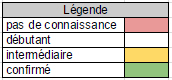 Légende
pas de connaissance
débutant
intermédiaire
confirmé